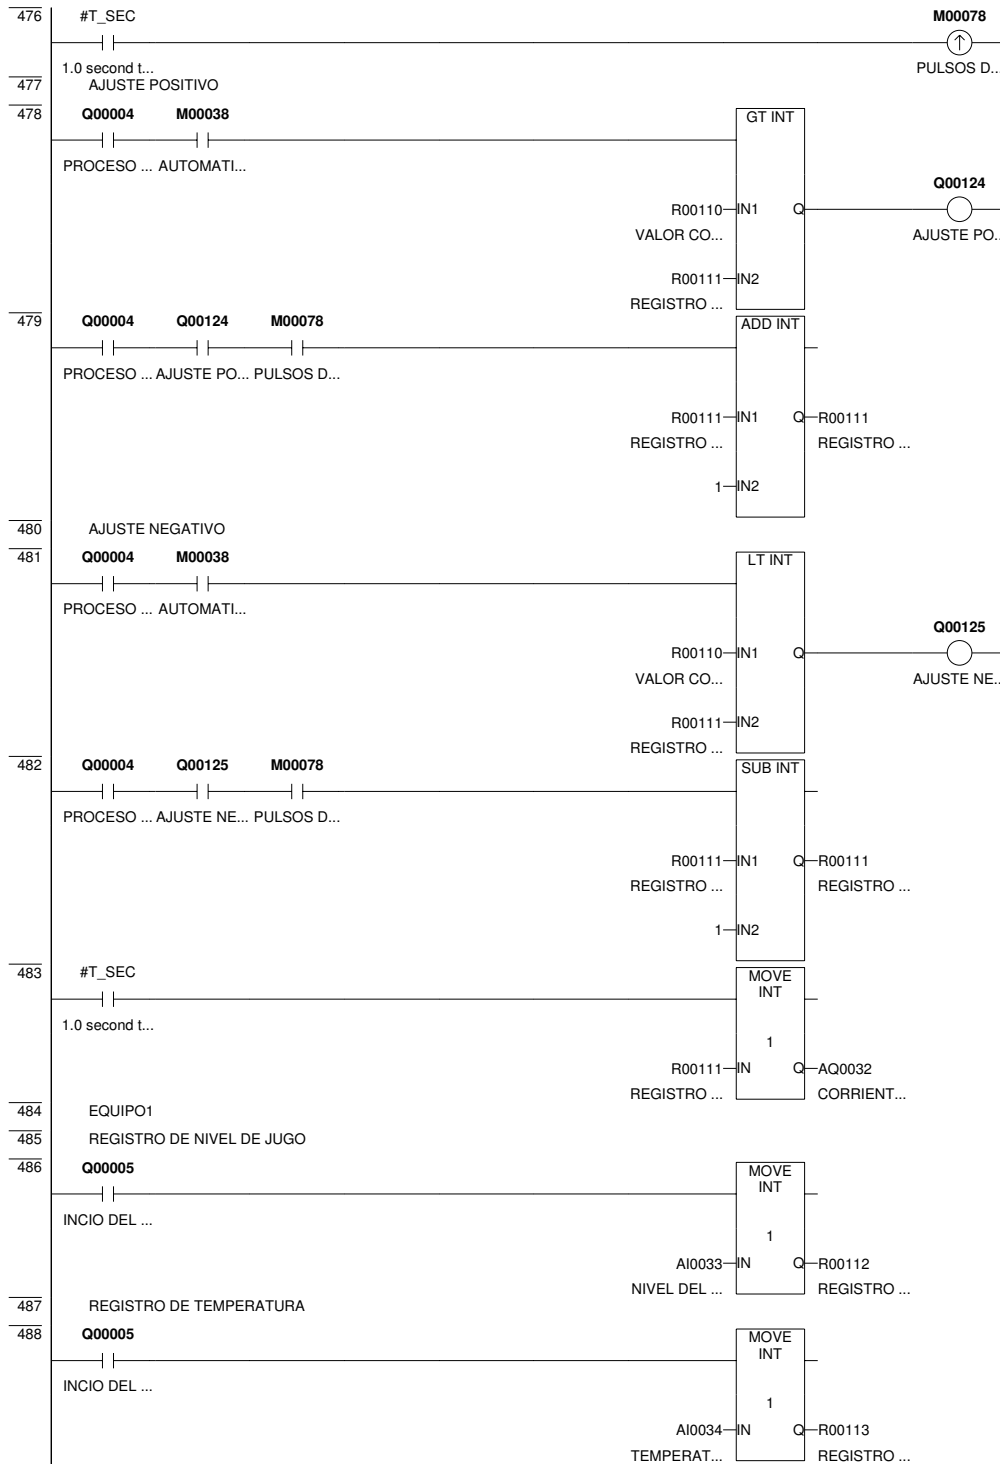 476 #T_SEC M00078
1.0 second t... PULSOS D...
477 AJUSTE POSITIVO
478 Q00004 M00038 GT INT
PROCESO ... AUTOMATI...
Q00124
R00110 IN1 Q
VALOR CO... AJUSTE PO...
R00111 IN2
REGISTRO ...
479 Q00004 Q00124 M00078 ADD INT
PROCESO ... AJUSTE PO... PULSOS D...
R00111 IN1 Q R00111
REGISTRO ... REGISTRO ...
1 IN2
480 AJUSTE NEGATIVO
481 Q00004 M00038 LT INT
PROCESO ... AUTOMATI...
Q00125
R00110 IN1 Q
VALOR CO... AJUSTE NE...
R00111 IN2
REGISTRO ...
482 Q00004 Q00125 M00078 SUB INT
PROCESO ... AJUSTE NE... PULSOS D...
R00111 IN1 Q R00111
REGISTRO ... REGISTRO ...
1 IN2
483 #T_SEC MOVE
INT
1.0 second t...
1
R00111 IN Q AQ0032
REGISTRO ... CORRIENT...
484 EQUIPO1
485 REGISTRO DE NIVEL DE JUGO
486 Q00005 MOVE
INT
INCIO DEL ...
1
AI0033 IN Q R00112
NIVEL DEL ... REGISTRO ...
487 REGISTRO DE TEMPERATURA
488 Q00005 MOVE
INT
INCIO DEL ...
1
AI0034 IN Q R00113
TEMPERAT... REGISTRO ...